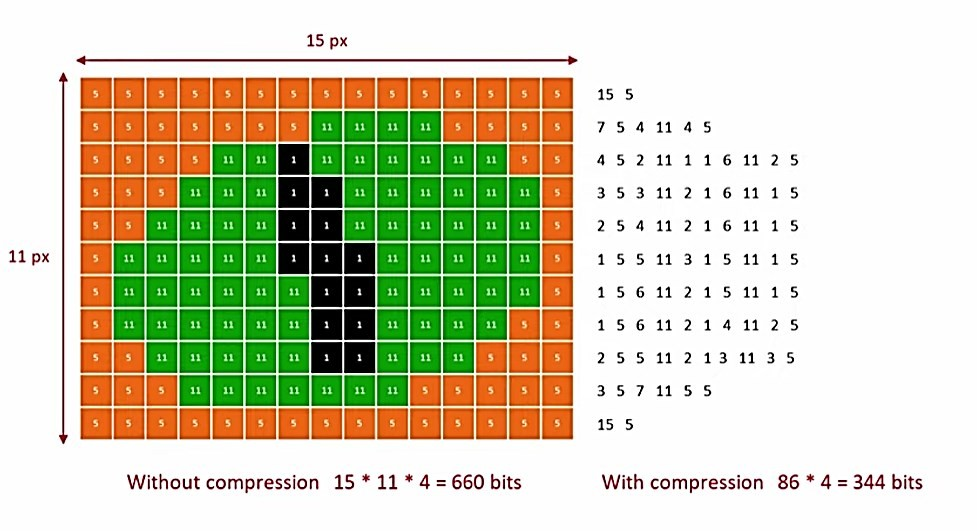 15 px
5 5 5 5 5 5 5 5 5 5 5 5 5 5 5 15 5
5 5 5 5 5 5 5 11 11 11 11 5 5 5 5 7 5 4 11 4 5
5 5 5 5 11 11 1 11 11 11 11 11 11 5 5 4 5 2 11 1 1 6 11 2 5
5 5 5 11 11 11 1 1 11 11 11 11 11 11 5 3 5 3 11 2 1 6 11 1 5
5 5 11 11 11 11 1 1 11 11 11 11 11 11 5 2 5 4 11 2 1 6 11 1 5
11 px 5 11 11 11 11 11 1 1 1 11 11 11 11 11 5 1 5 5 11 3 1 5 11 1 5
5 11 11 11 11 11 11 1 1 11 11 11 11 11 5 1 5 6 11 2 1 5 11 1 5
5 11 11 11 11 11 11 1 1 11 11 11 11 5 5 1 5 6 11 2 1 4 11 2 5
5 5 11 11 11 11 11 1 1 11 11 11 5 5 5 2 5 5 11 2 1 3 11 3 5
5 5 5 11 11 11 11 11 11 11 5 5 5 5 5 3 5 7 11 5 5
5 5 5 5 5 5 5 5 5 5 5 5 5 5 5 15 5
Without compression 15 * 11 * 4 = 660 bits With compression 86 * 4 = 344 bits